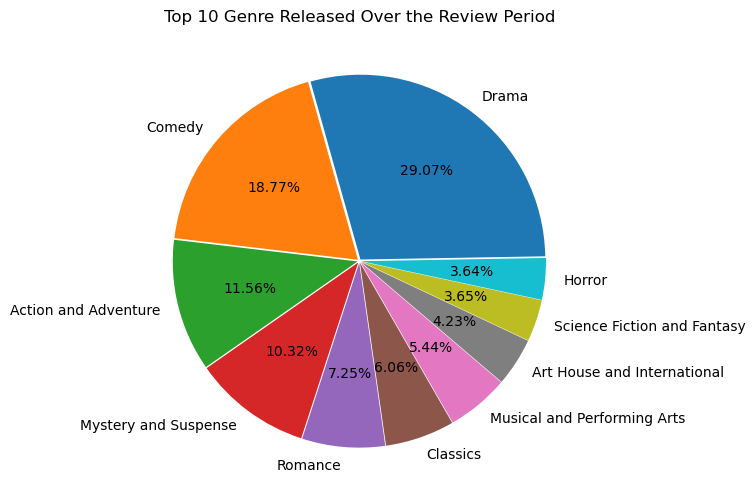 Top 10 Genre Released Over the Review Period
Drama
29.07%
Comedy
18.77%
Action and Adventure
11.56%
Mystery and Suspense
10.32%
Romance
7.25%
Classics
6.06%
Musical and Performing Arts
5.44%
Art House and International
4.23%
Science Fiction and Fantasy
3.65%
Horror
3.64%